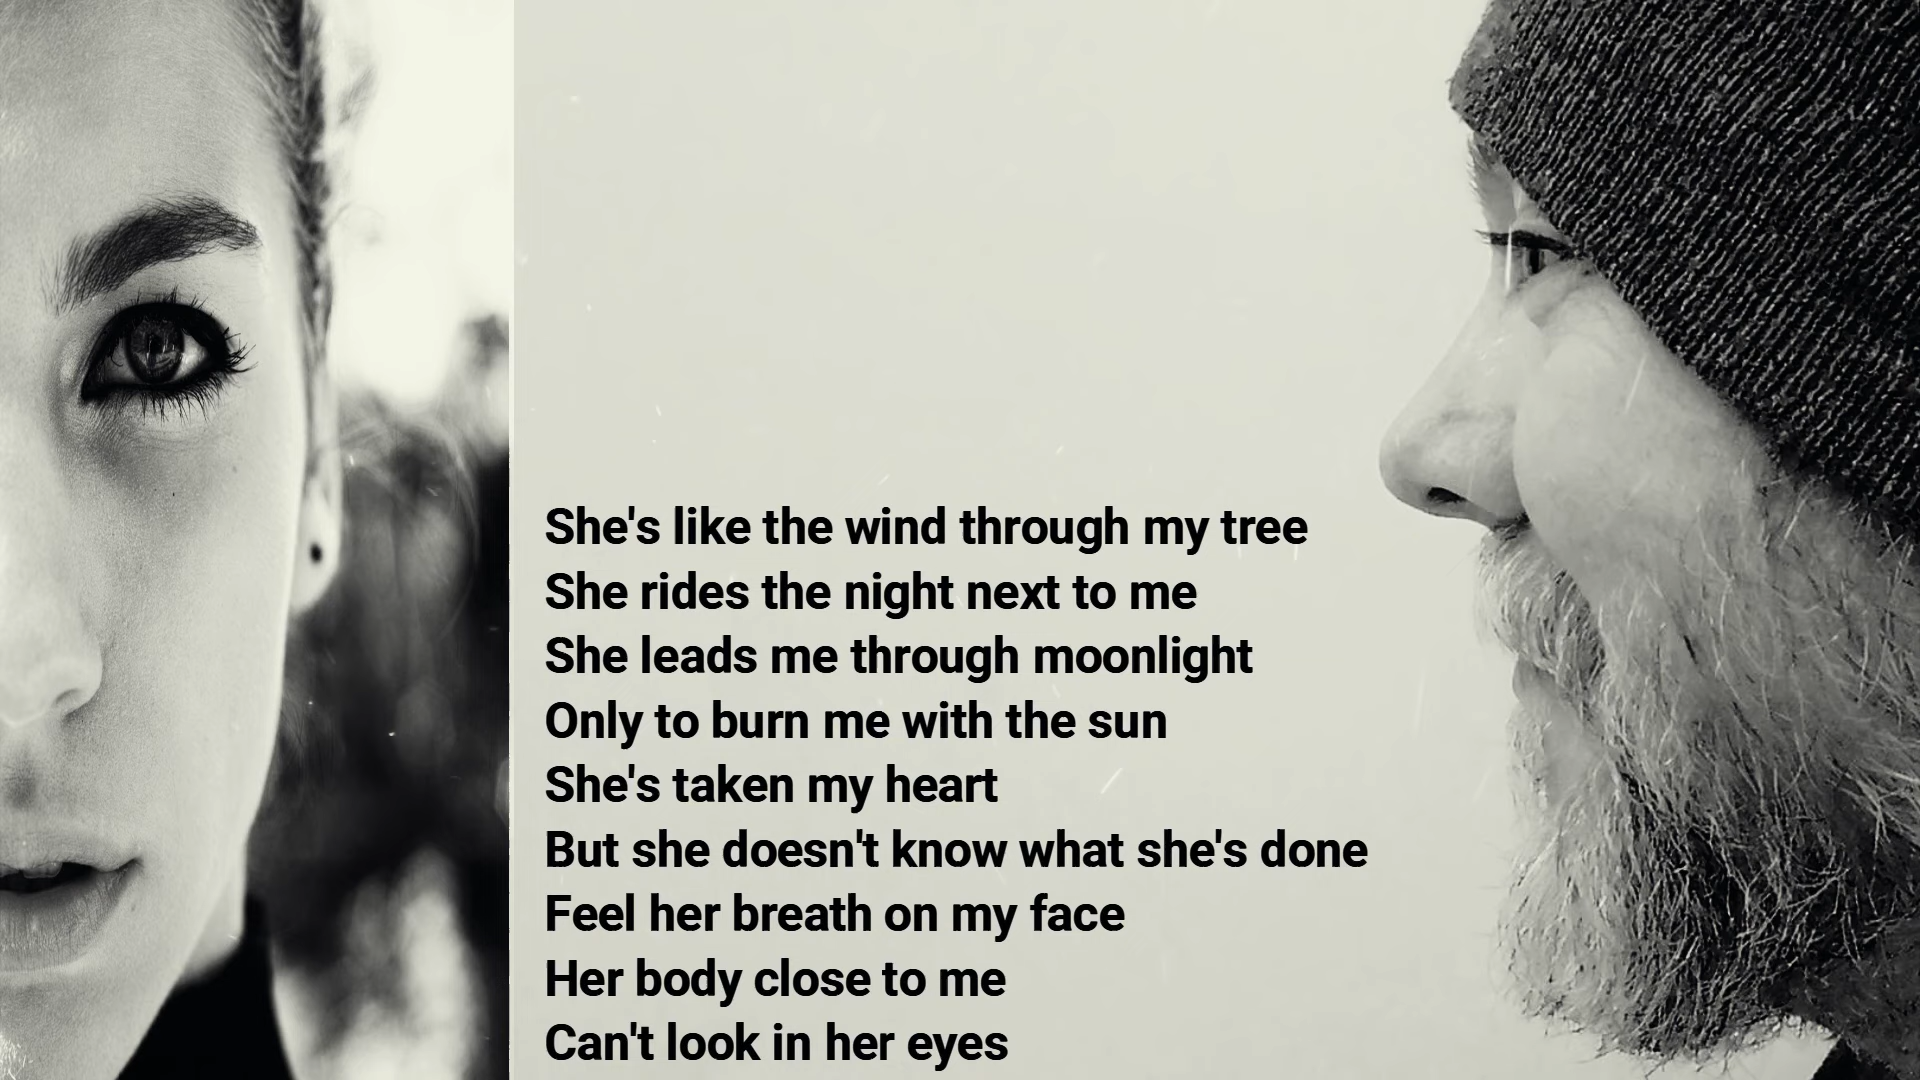 She's like the wind through my tree
She rides the night next to me
She leads me through moonlight
Only to burn me with the sun
She's taken my heart
But she doesn't know what she's done
Feel her breath on my face
Her body close to me
Can't look in her eyes